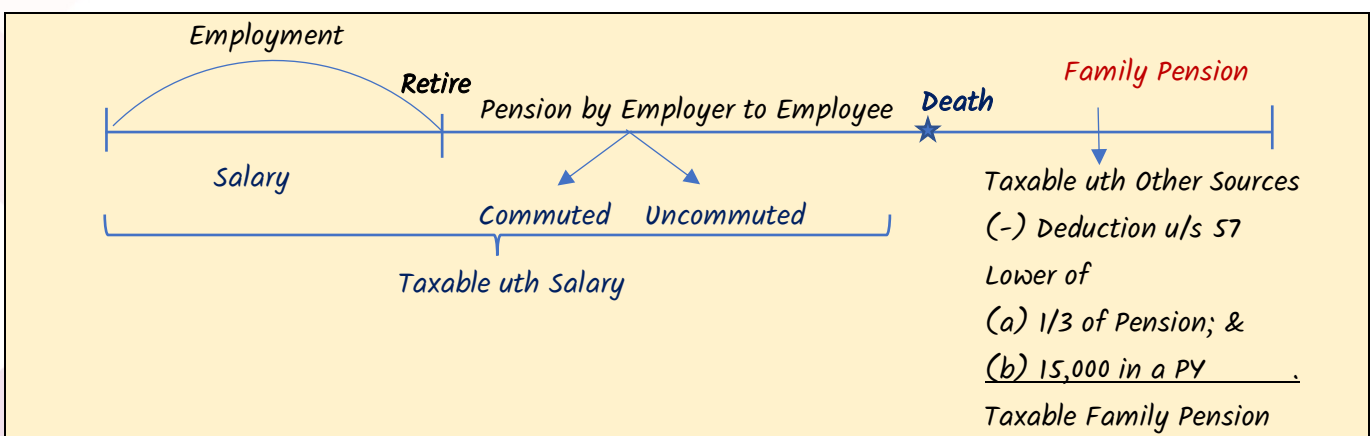 Employment
Retire
Family Pension
Pension by Employer to Employee
Death
Salary
Taxable uth Other Sources
Commuted Uncommuted
(-) Deduction u/s 57
Lower of
Taxable uth Salary
(a) 1/3 of Pension; &
(b) 15,000 in a PY .
Taxable Family Pension